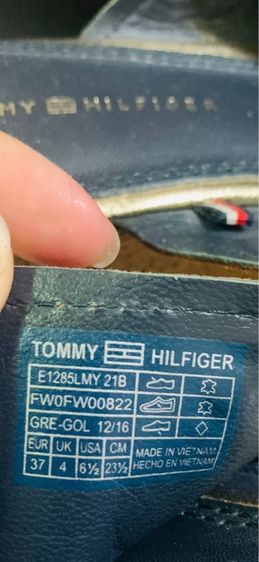 MY HILFIGER
TOMMY HILFIGER
E1285LMY 21B
FW0FW00822
GRE-GOL 12/16
EUR UK USA CM
37 4 6½ 23½
MADE IN VIETNAM
HECHO EN VIETNAM